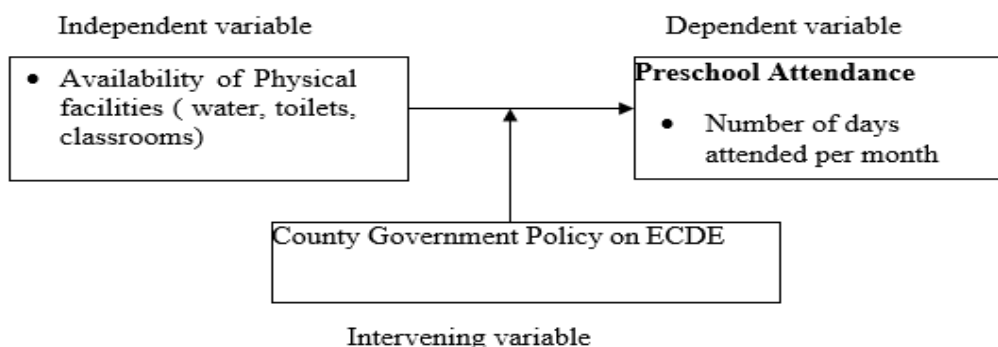 Independent variable
Dependent variable
• Availability of Physical
facilities ( water, toilets,
classrooms)
Preschool Attendance
• Number of days
attended per month
County Government Policy on ECDE
Intervening variable